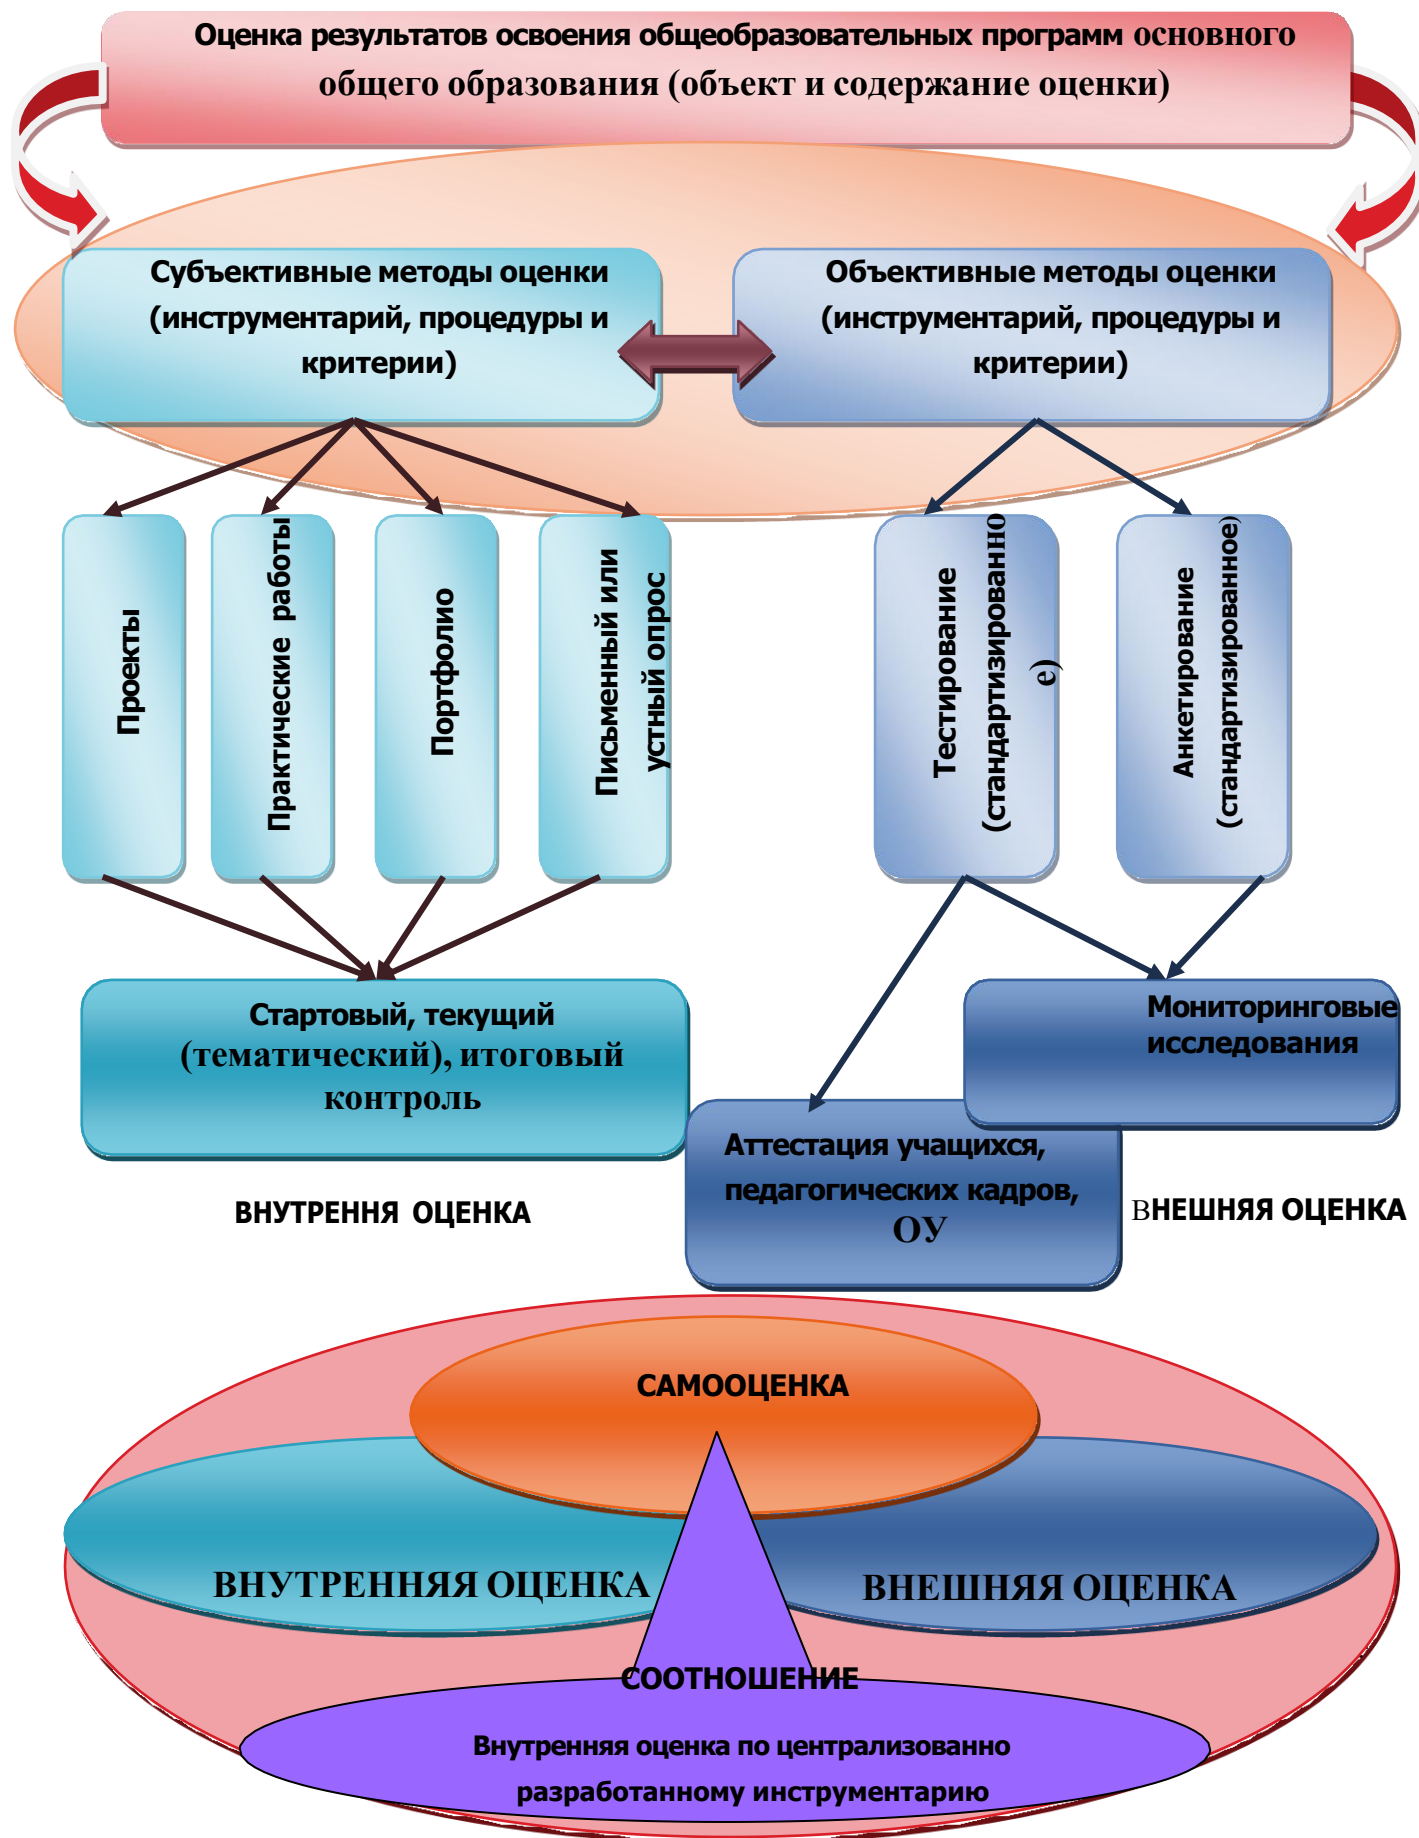 Оценка результатов освоения общеобразовательных программ основного
общего образования (объект и содержание оценки)
Субъективные методы оценки
(инструментарий, процедуры и
критерии)
Объективные методы оценки
(инструментарий, процедуры и
критерии)
Проекты
Практические работы
Портфолио
Письменный или
устный опрос
Тестирование
(стандартизированно
е)
Анкетирование
(стандартизированное)
Стартовый, текущий
(тематический), итоговый
контроль
Мониторинговые
исследования
Аттестация учащихся,
педагогических кадров,
ОУ
ВНУТРЕННЯ ОЦЕНКА
ВНЕШНЯЯ ОЦЕНКА
САМООЦЕНКА
ВНУТРЕННЯЯ ОЦЕНКА
ВНЕШНЯЯ ОЦЕНКА
СООТНОШЕНИЕ
Внутренняя оценка по централизованно
разработанному инструментарию